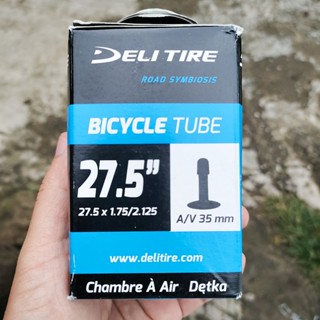 DELI TIRE
ROAD SYMBIOSIS
BICYCLE TUBE
27.5"
27.5 x 1.75/2.125
A/V 35 mm
www.delitire.com
Chambre À Air Dętka